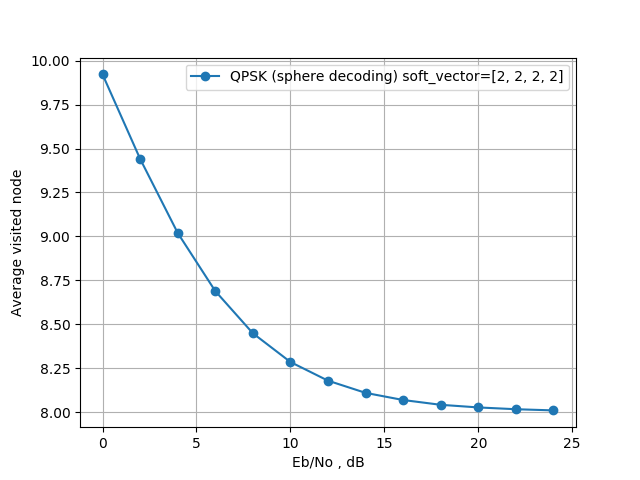 QPSK (sphere decoding) soft_vector=[2, 2, 2, 2]
Average visited node
10.00
9.75
9.50
9.25
9.00
8.75
8.50
8.25
8.00
0 5 10 15 20 25
Eb/No , dB